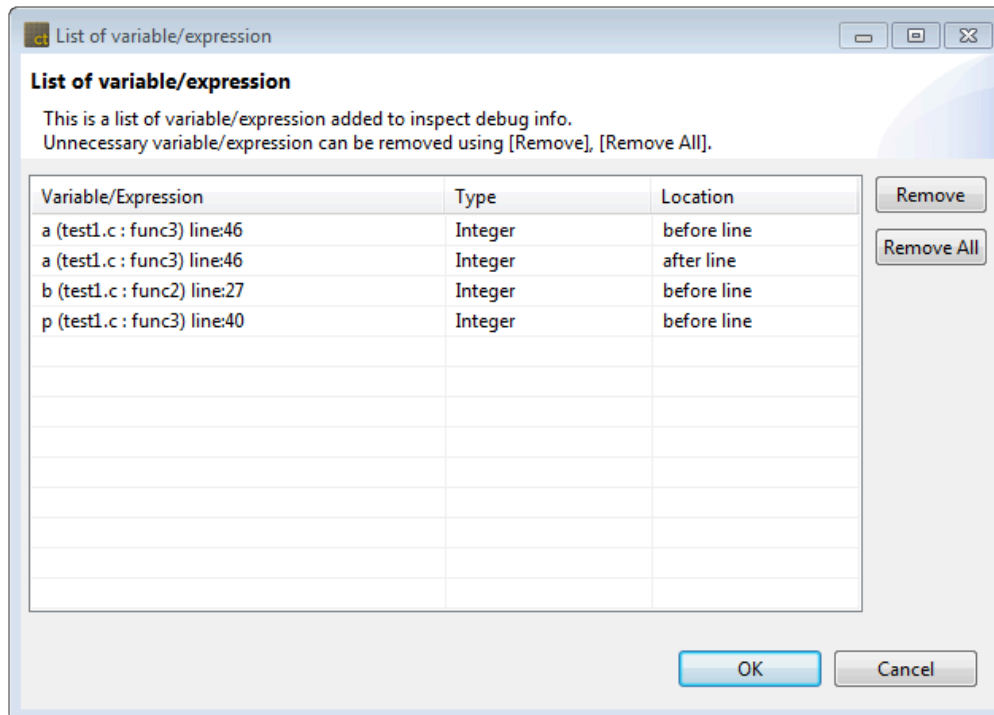 ct List of variable/expression
List of variable/expression
This is a list of variable/expression added to inspect debug info.
Unnecessary variable/expression can be removed using [Remove], [Remove All].
Variable/Expression Type Location
a (test1.c : func3) line:46 Integer before line
a (test1.c : func3) line:46 Integer after line
b (test1.c : func2) line:27 Integer before line
p (test1.c : func3) line:40 Integer before line
Remove
Remove All
OK Cancel